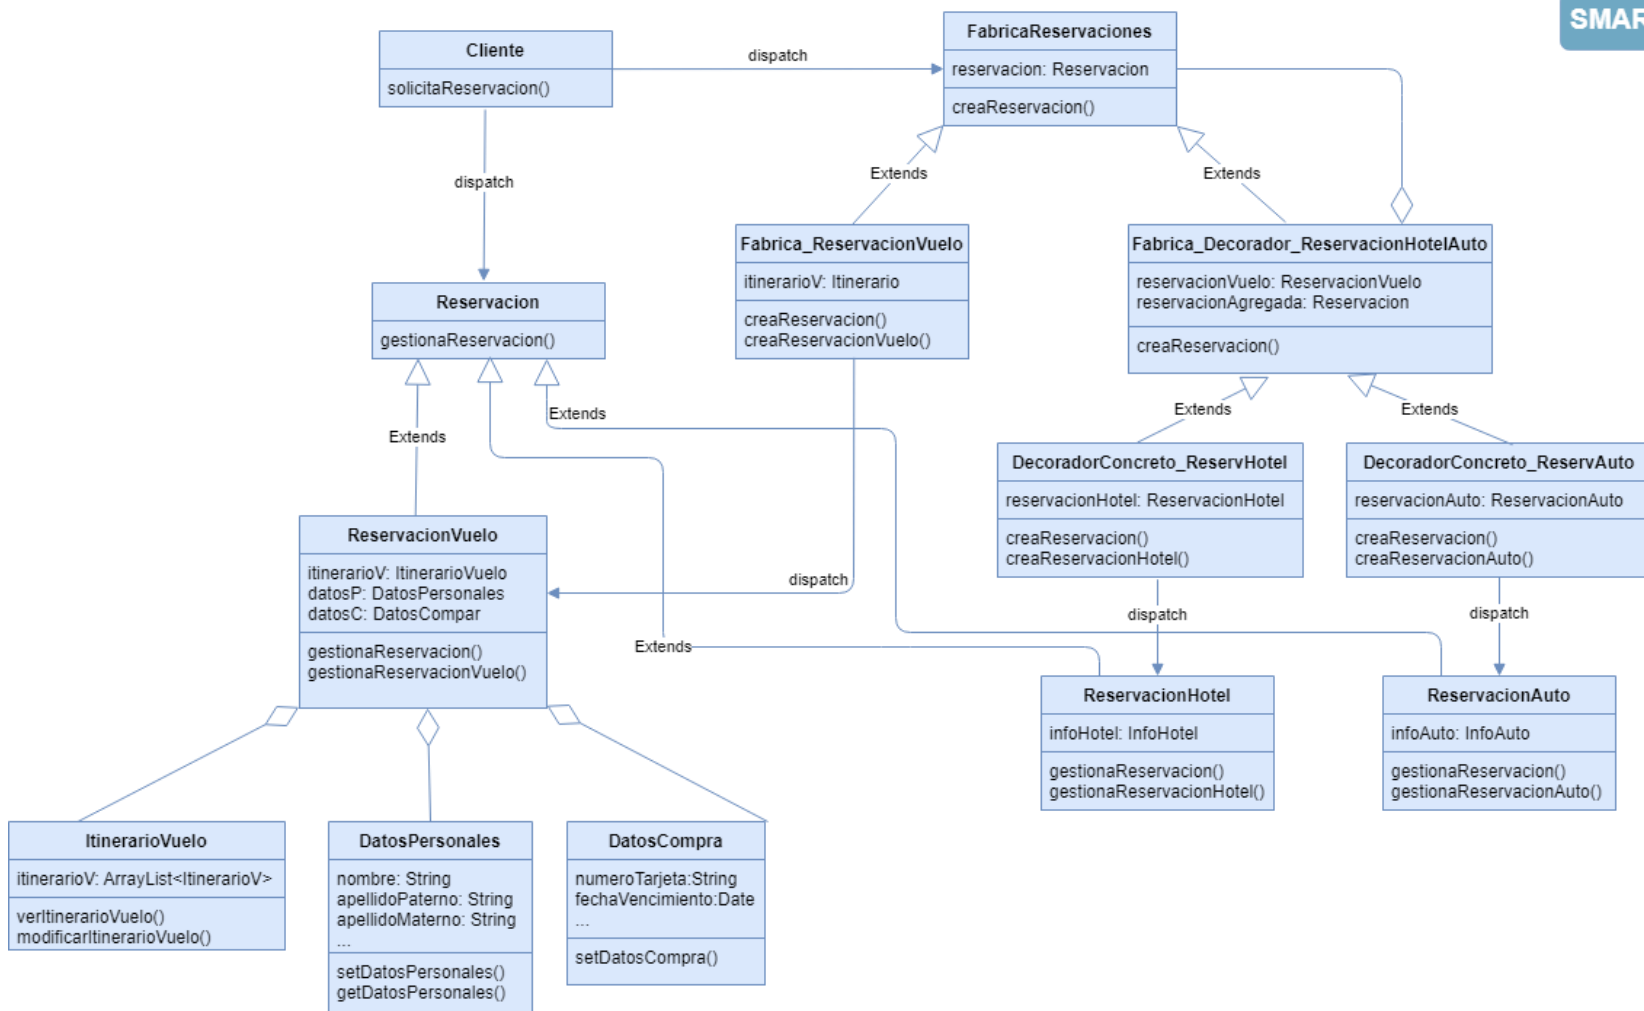 SMAR
Cliente
solicitaReservacion()
dispatch
FabricaReservaciones
reservacion: Reservacion
creaReservacion()
dispatch
Extends
Extends
Reservacion
gestionaReservacion()
Fabrica_ReservacionVuelo
itinerarioV: Itinerario
creaReservacion()
creaReservacionVuelo()
Fabrica_Decorador_ReservacionHotelAuto
reservacionVuelo: ReservacionVuelo
reservacionAgregada: Reservacion
creaReservacion()
Extends
Extends
Extends
Extends
DecoradorConcreto_ReservHotel
reservacionHotel: ReservacionHotel
creaReservacion()
creaReservacionHotel()
DecoradorConcreto_ReservAuto
reservacionAuto: ReservacionAuto
creaReservacion()
creaReservacionAuto()
ReservacionVuelo
itinerarioV: ItinerarioVuelo
datosP: DatosPersonales
datosC: DatosCompar
gestionaReservacion()
gestionaReservacionVuelo()
dispatch
dispatch
dispatch
Extends
ReservacionHotel
infoHotel: InfoHotel
gestionaReservacion()
gestionaReservacionHotel()
ReservacionAuto
infoAuto: InfoAuto
gestionaReservacion()
gestionaReservacionAuto()
ItinerarioVuelo
itinerarioV: ArrayList<ItinerarioV>
verItinerarioVuelo()
modificarItinerarioVuelo()
DatosPersonales
nombre: String
apellidoPaterno: String
apellidoMaterno: String
...
setDatosPersonales()
getDatosPersonales()
DatosCompra
numeroTarjeta:String
fechaVencimiento:Date
...
setDatosCompra()